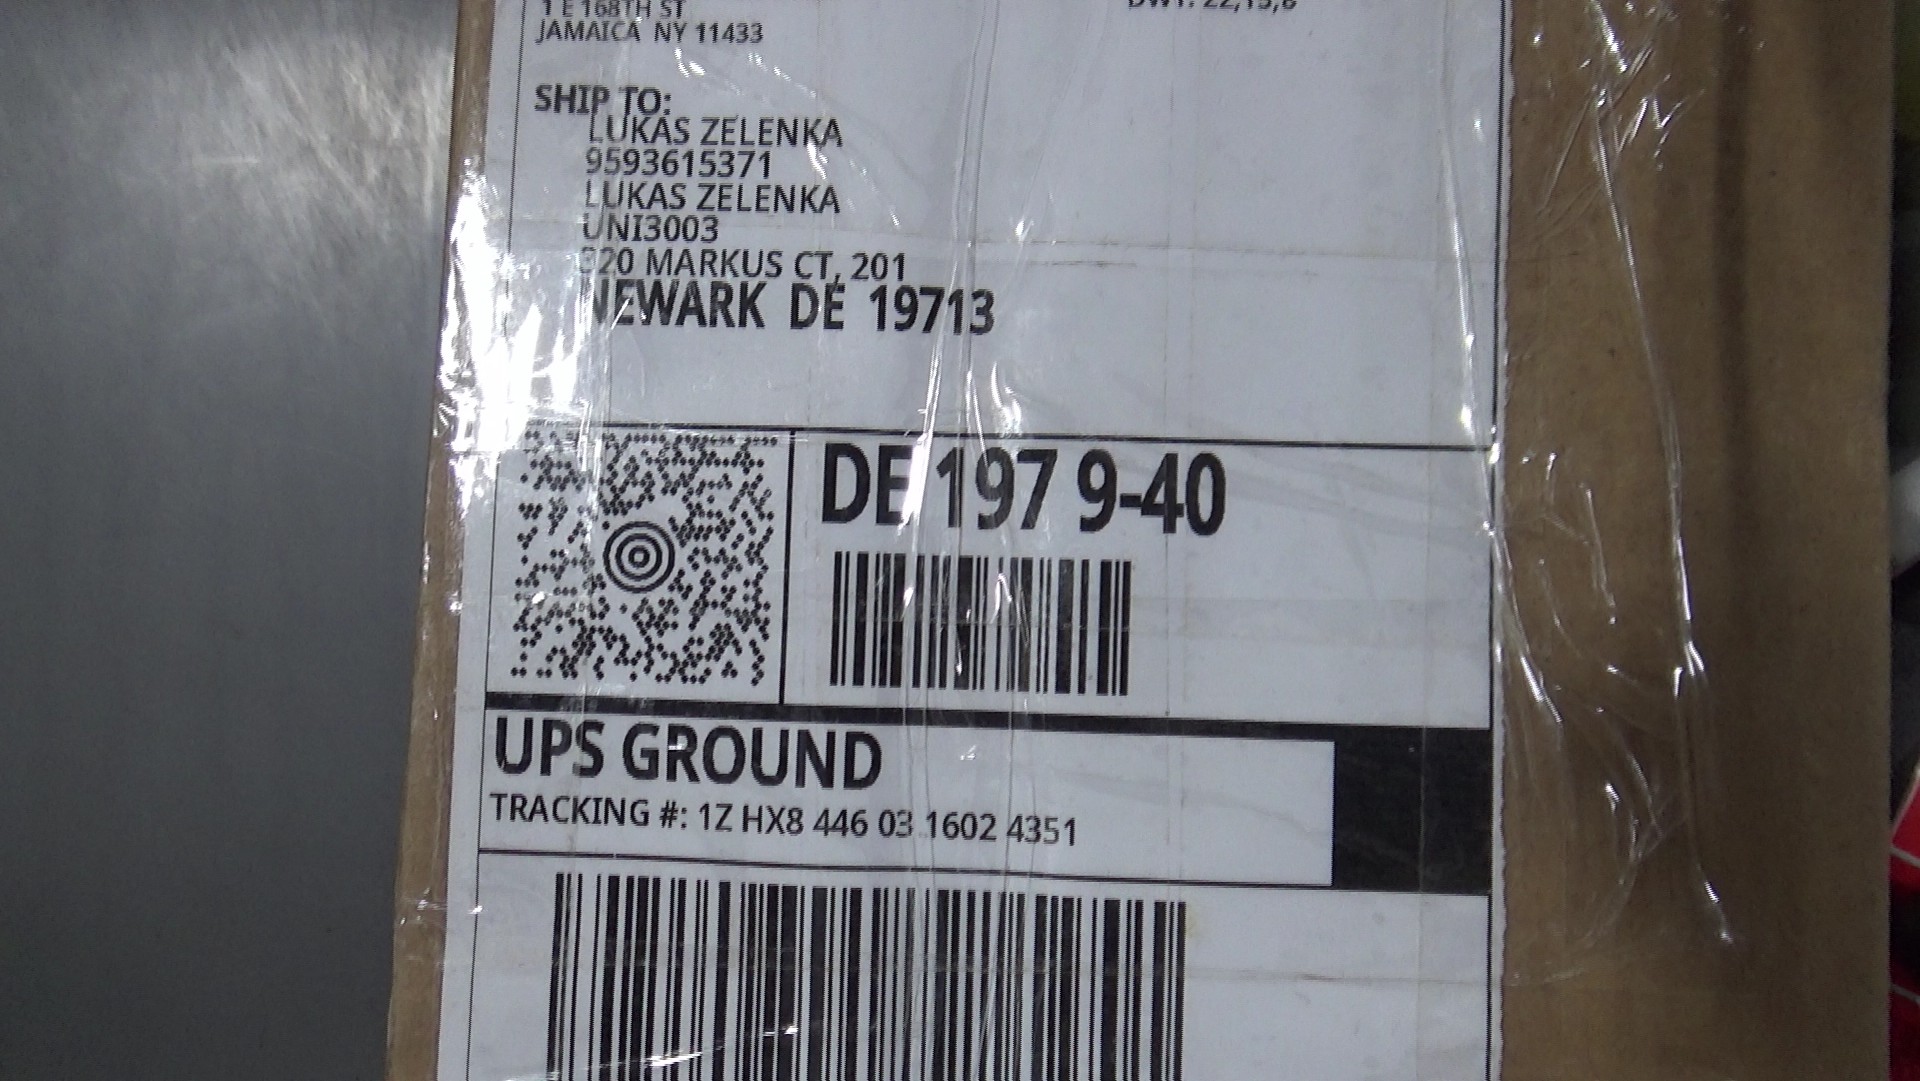 1 E 168TH ST
JAMAICA NY 11433
SHIP TO:
LUKAS ZELENKA
9593615371
LUKAS ZELENKA
UNI3003
MARKUS CT, 201
NEWARK DE 19713
DE 197 9-40
UPS GROUND
TRACKING #: 1Z HX8 446 03 1602 4351